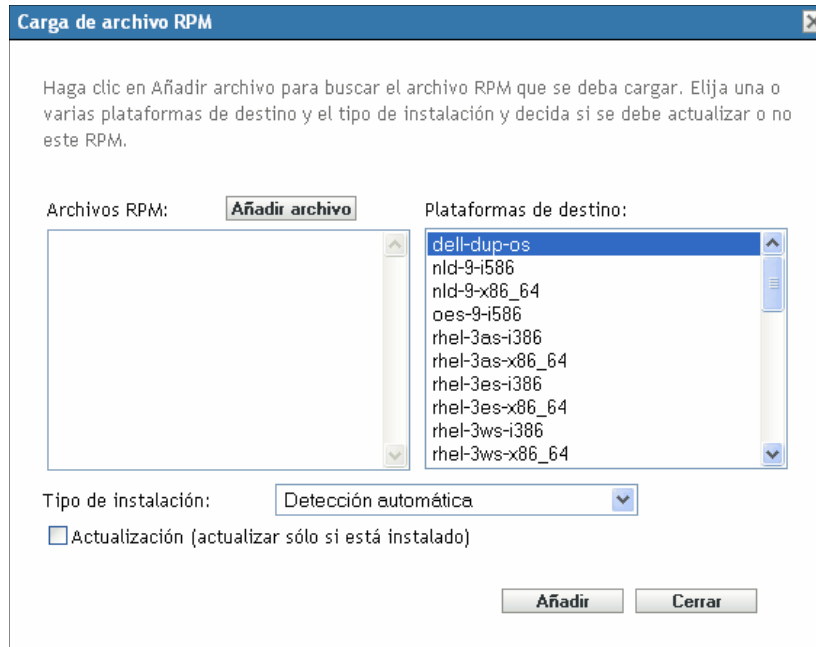 Carga de archivo RPM
Haga clic en Añadir archivo para buscar el archivo RPM que se deba cargar. Elija una o
varias plataformas de destino y el tipo de instalación y decida si se debe actualizar o no
este RPM.
Archivos RPM:
Añadir archivo
Plataformas de destino:
dell-dup-os
nld-9-i586
nld-9-x86_64
oes-9-i586
rhel-3as-i386
rhel-3as-x86_64
rhel-3es-i386
rhel-3es-x86_64
rhel-3ws-i386
rhel-3ws-x86_64
Tipo de instalación:
Detección automática
Actualización (actualizar sólo si está instalado)
Añadir
Cerrar